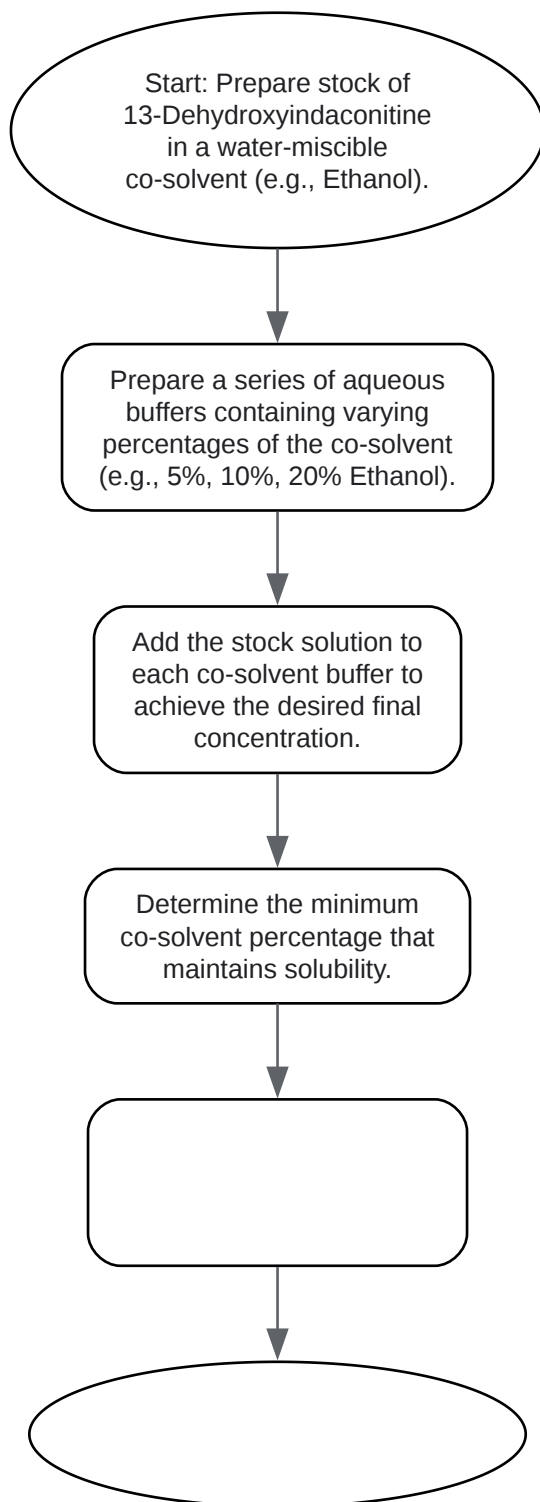 Start: Prepare stock of
13-Dehydroxyindaconitine
in a water-miscible
co-solvent (e.g., Ethanol).
Prepare a series of aqueous
buffers containing varying
percentages of the co-solvent
(e.g., 5%, 10%, 20% Ethanol).
Add the stock solution to
each co-solvent buffer to
achieve the desired final
concentration.
Determine the minimum
co-solvent percentage that
maintains solubility.